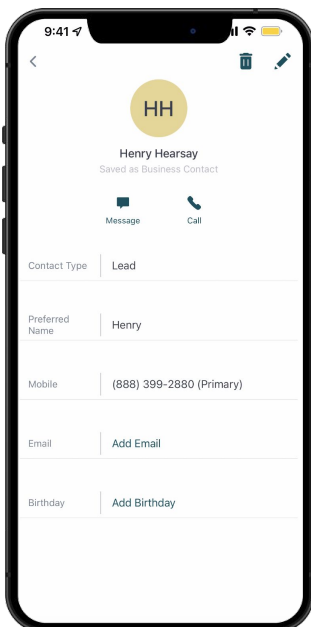 9:41
HH
Henry Hearsay
Saved as Business Contact
Message Call
Contact Type Lead
Preferred
Name Henry
Mobile (888) 399-2880 (Primary)
Email Add Email
Birthday Add Birthday